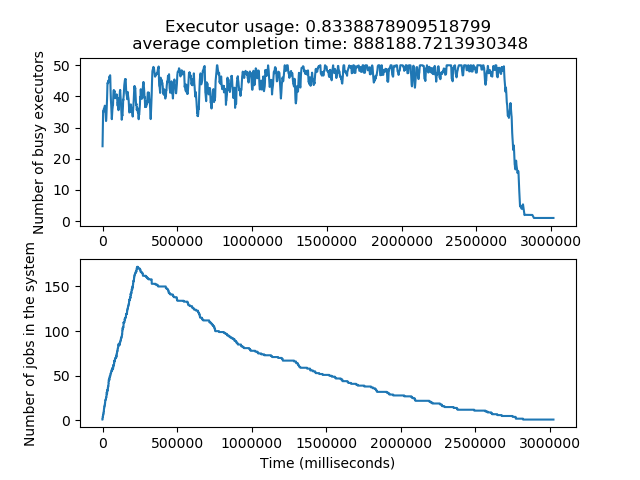 Executor usage: 0.8338878909518799
average completion time: 888188.7213930348
Number of busy executors
50
40
30
20
10
0
0 500000 1000000 1500000 2000000 2500000 3000000
Number of jobs in the system
150
100
50
0
0 500000 1000000 1500000 2000000 2500000 3000000
Time (milliseconds)